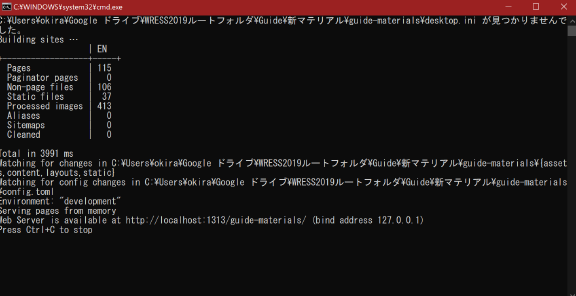 C:¥WINDOWS¥system32¥cmd.exe
C:¥Users¥okira¥Google ドライブ¥WRESS2019ルートフォルダ¥Guide¥新マテリアル¥guide-materials¥desktop.ini が見つかりませんで
した。
Building sites …
| EN
+------------------+-----+
Pages | 115
Paginator pages | 0
Non-page files | 106
Static files | 37
Processed images | 413
Aliases | 0
Sitemaps | 0
Cleaned | 0
Total in 3991 ms
Watching for changes in C:¥Users¥okira¥Google ドライブ¥WRESS2019ルートフォルダ¥Guide¥新マテリアル¥guide-materials¥{asset
s,content,layouts,static}
Watching for config changes in C:¥Users¥okira¥Google ドライブ¥WRESS2019ルートフォルダ¥Guide¥新マテリアル¥guide-materials
¥config.toml
Environment: "development"
Serving pages from memory
Web Server is available at http://localhost:1313/guide-materials/ (bind address 127.0.0.1)
Press Ctrl+C to stop